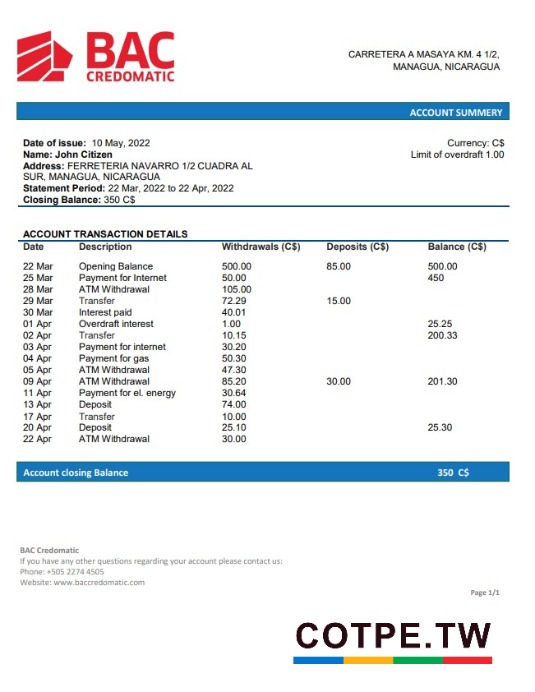 BAC
CREDOMATIC
CARRETERA A MASAYA KM. 4 1/2,
MANAGUA, NICARAGUA
ACCOUNT SUMMERY
Date of issue: 10 May, 2022
Currency: C$
Name: John Citizen
Limit of overdraft 1.00
Address: FERRETERIA NAVARRO 1/2 CUADRA AL
SUR, MANAGUA, NICARAGUA
Statement Period: 22 Mar, 2022 to 22 Apr, 2022
Closing Balance: 350 C$
ACCOUNT TRANSACTION DETAILS
Date Description Withdrawals (C$) Deposits (C$) Balance (C$)
22 Mar Opening Balance 500.00 85.00 500.00
25 Mar Payment for Internet 50.00 450
28 Mar ATM Withdrawal 105.00
29 Mar Transfer 72.29 15.00
30 Mar Interest paid 40.01
01 Apr Overdraft interest 1.00 25.25
02 Apr Transfer 10.15 200.33
03 Apr Payment for internet 30.20
04 Apr Payment for gas 50.30
05 Apr ATM Withdrawal 47.30
09 Apr ATM Withdrawal 85.20 30.00 201.30
11 Apr Payment for el. energy 30.64
13 Apr Deposit 74.00
17 Apr Transfer 10.00
20 Apr Deposit 25.10 25.30
22 Apr ATM Withdrawal 30.00
Account closing Balance 350 C$
BAC Credomatic
If you have any other questions regarding your account please contact us:
Phone: +505 2274 4505
Website: www.baccredomatic.com
Page 1/1
COTPE.TW